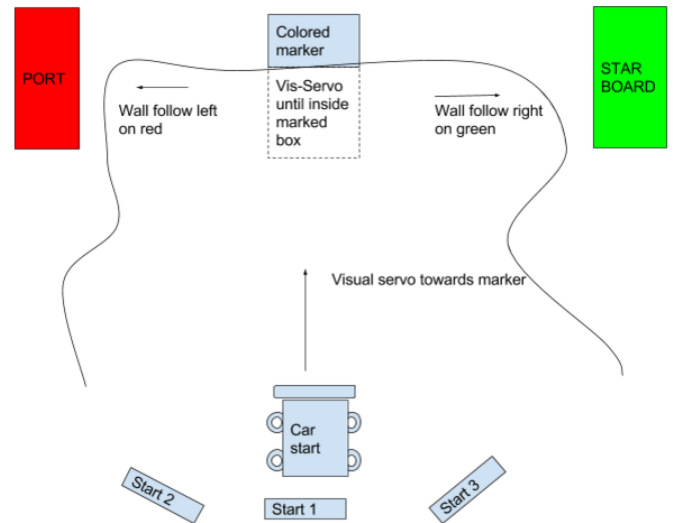 PORT
Colored
marker
STAR
BOARD
Wall follow left
on red
Vis-Servo
until inside
marked
box
Wall follow right
on green
Visual servo towards marker
Car
start
Start 2
Start 1
Start 3